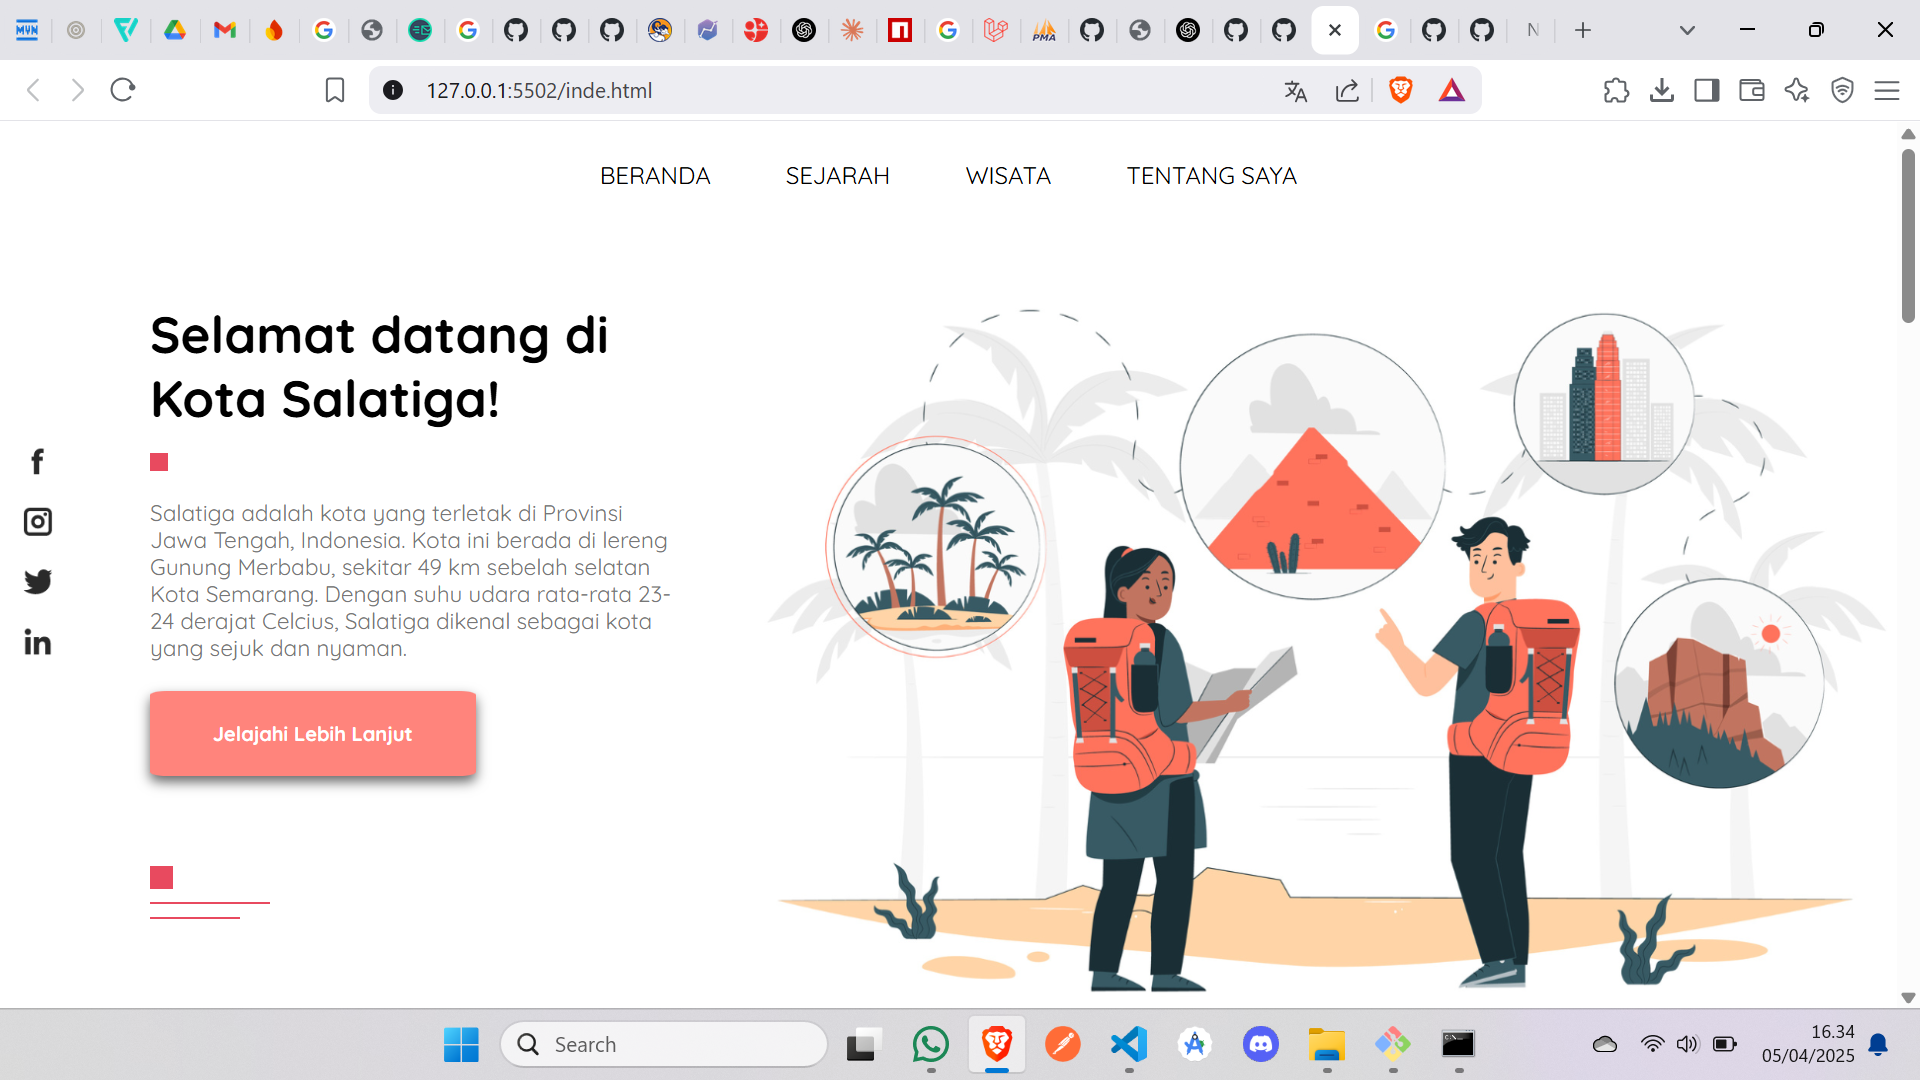 MVN
PMA
N
127.0.0.1:5502/inde.html
BERANDA
SEJARAH
WISATA
TENTANG SAYA
Selamat datang di
Kota Salatiga!
Salatiga adalah kota yang terletak di Provinsi
Jawa Tengah, Indonesia. Kota ini berada di lereng
Gunung Merbabu, sekitar 49 km sebelah selatan
Kota Semarang. Dengan suhu udara rata-rata 23-
24 derajat Celcius, Salatiga dikenal sebagai kota
yang sejuk dan nyaman.
Jelajahi Lebih Lanjut
Search
16.34
05/04/2025